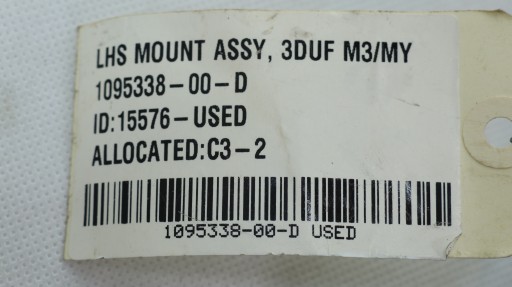 LHS MOUNT ASSY, 3DUF M3/MY
1095338-00-D
ID:15576-USED
ALLOCATED:C3-2
1095338-00-D USED